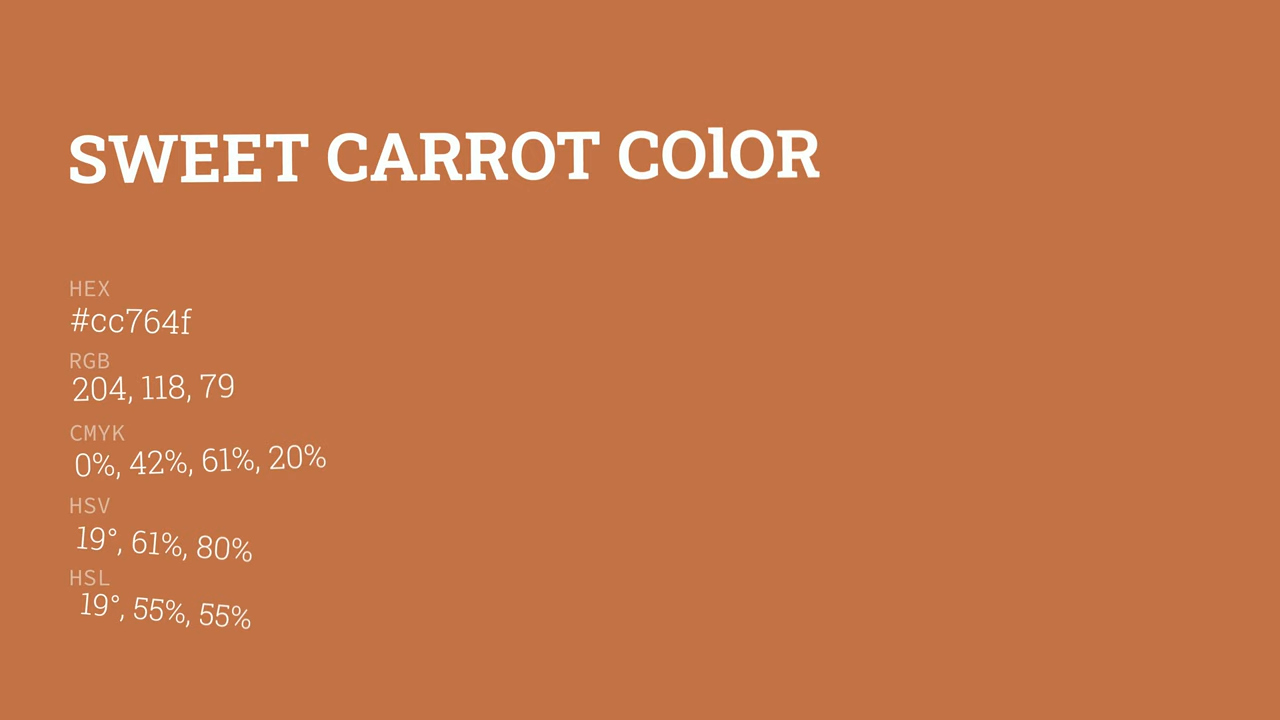 SWEET CARROT COlOR
HEX
#cc764f
RGB
204, 118, 79
CMYK
0%, 42%, 61%, 20%
HSV
19°, 61%, 80%
HSL
19°, 55%, 55%